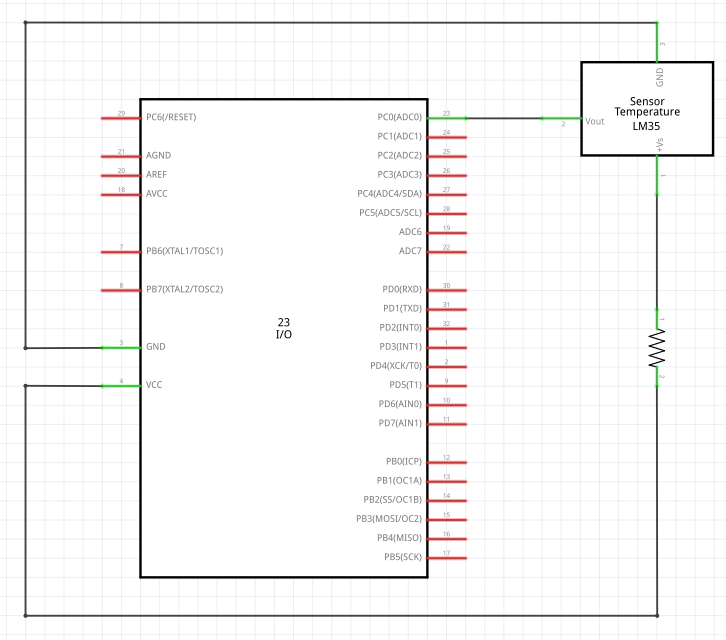 3
GND
Sensor
Temperature
LM35
Vout
2
+Vs
1
29
PC6(/RESET)
PC0(ADC0)
23
PC1(ADC1)
24
21
AGND
PC2(ADC2)
25
20
AREF
PC3(ADC3)
26
18
AVCC
PC4(ADC4/SDA)
27
PC5(ADC5/SCL)
28
ADC6
19
7
PB6(XTAL1/TOSC1)
ADC7
22
8
PB7(XTAL2/TOSC2)
PD0(RXD)
30
PD1(TXD)
31
23
I/O
PD2(INT0)
32
1
3
GND
PD3(INT1)
1
PD4(XCK/T0)
2
2
4
VCC
PD5(T1)
9
PD6(AIN0)
10
PD7(AIN1)
11
PB0(ICP)
12
PB1(OC1A)
13
PB2(SS/OC1B)
14
PB3(MOSI/OC2)
15
PB4(MISO)
16
PB5(SCK)
17